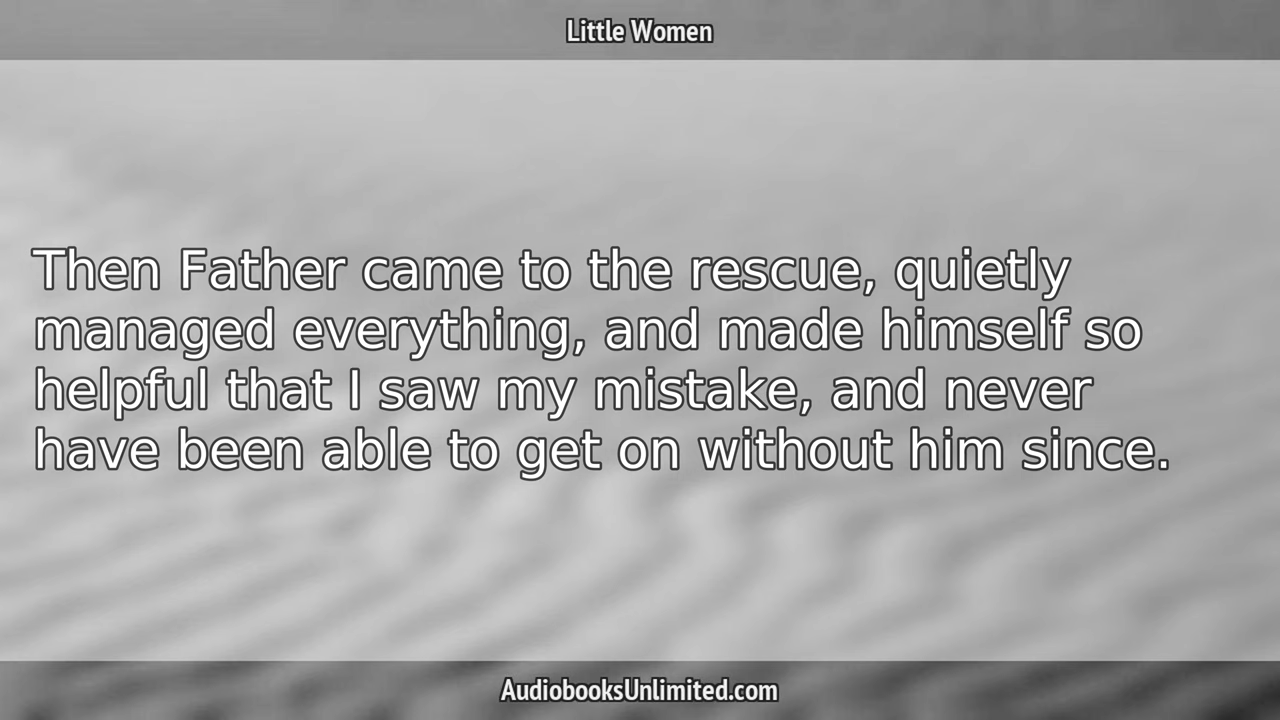 Little Women
Then Father came to the rescue, quietly
managed everything, and made himself so
helpful that I saw my mistake, and never
have been able to get on without him since.
AudiobooksUnlimited.com